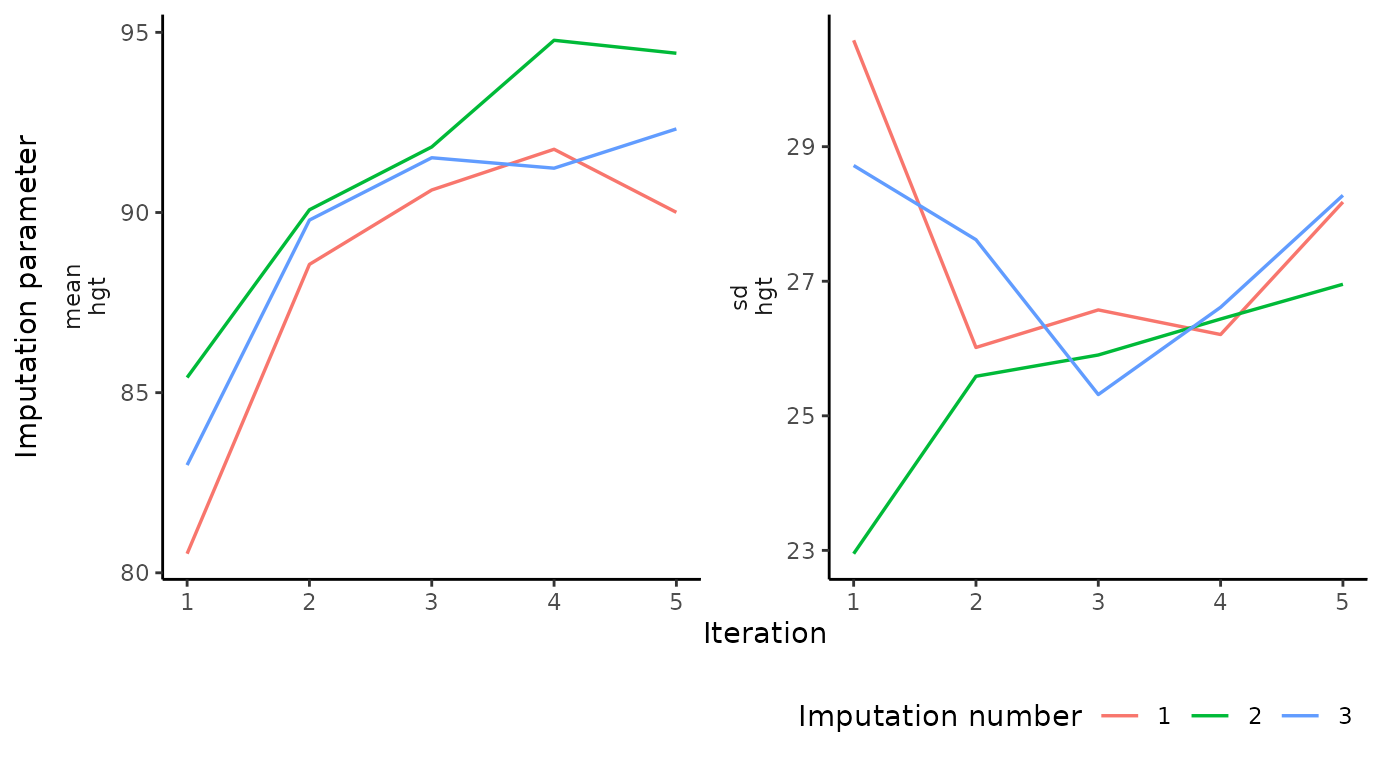 Imputation parameter
mean
hgt
95
90
85
80
1 2 3 4 5
sd
hgt
29
27
25
23
1 2 3 4 5
Iteration
Imputation number 1 2 3